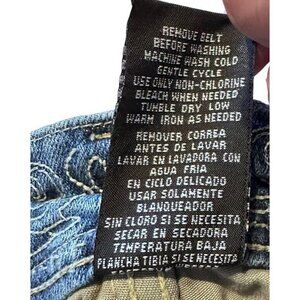 REMOVE BELT
BEFORE WASHING
MACHINE WASH COLD
GENTLE CYCLE
USE ONLY NON-CHLORINE
BLEACH WHEN NEEDED
TUMBLE DRY LOW
WARM IRON AS NEEDED
REMOVER CORREA
ANTES DE LAVAR
LAVAR EN LAVADORA CON
AGUA FRIA
EN CICLO DELICADO
USAR SOLAMENTE
BLANQUEADOR
SIN CLORO SI SE NECESITA
SECAR EN SECADORA
TEMPERATURA BAJA
PLANCHA TIBIA SI SE NECESITA